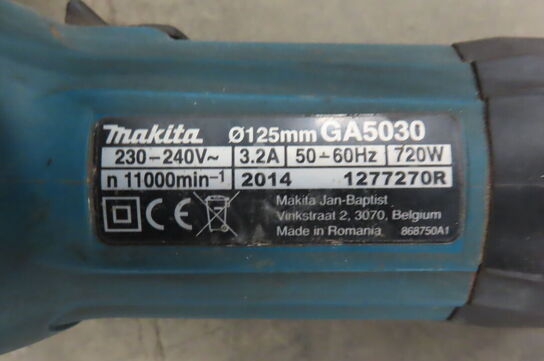 makita Ø125mm GA5030
230-240V~ 3.2A 50-60Hz 720W
n 11000min⁻¹ 2014 1277270R
CE Makita Jan-Baptist
Vinkstraat 2, 3070, Belgium
Made in Romania 868750A1